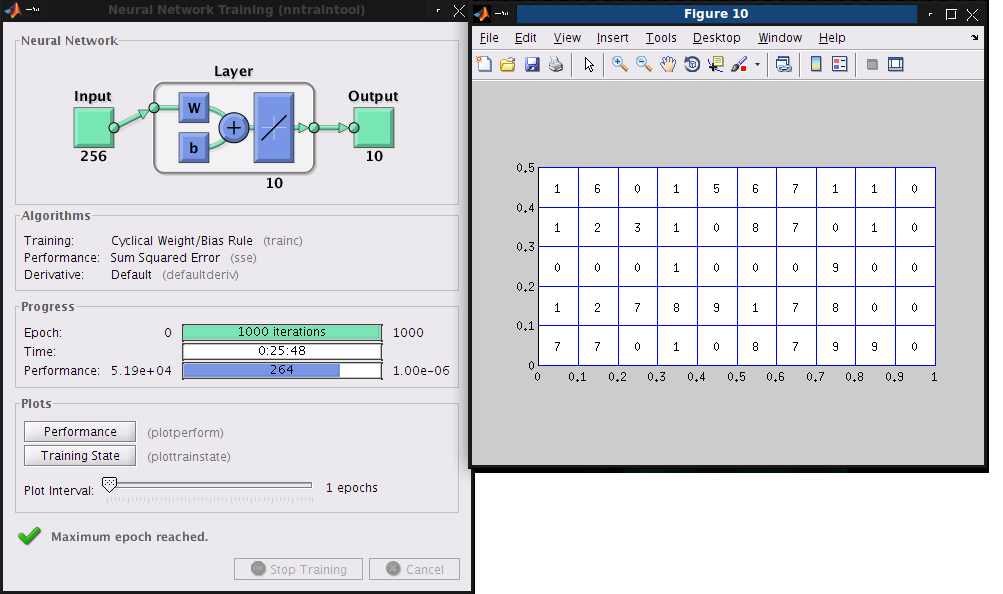 Neural Network Training (nntraintool)
Neural Network
Layer
Input
Output
W
b
256
10
10
Algorithms
Training: Cyclical Weight/Bias Rule (trainc)
Performance: Sum Squared Error (sse)
Derivative: Default (defaultderiv)
Progress
Epoch: 0 1000 iterations 1000
Time: 0:25:48
Performance: 5.19e+04 264 1.00e-06
Plots
Performance (plotperform)
Training State (plottrainstate)
Plot Interval: 1 epochs
Maximum epoch reached.
Stop Training Cancel
Figure 10
File Edit View Insert Tools Desktop Window Help
0.5
1 6 0 1 5 6 7 1 1 0
0.4
1 2 3 1 0 8 7 0 1 0
0.3
0 0 0 1 0 0 0 9 0 0
0.2
1 2 7 8 9 1 7 8 0 0
0.1
7 7 0 1 0 8 7 9 9 0
0
0 0.1 0.2 0.3 0.4 0.5 0.6 0.7 0.8 0.9 1